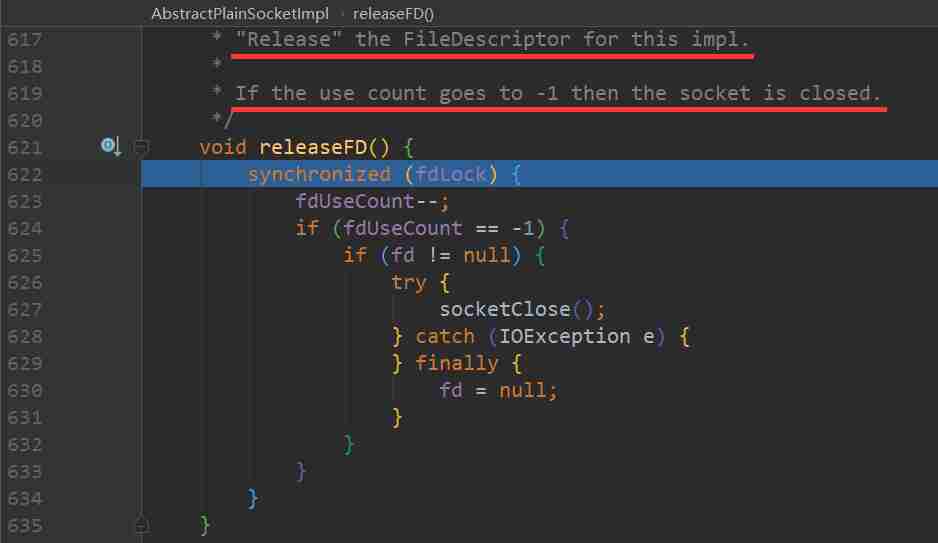 AbstractPlainSocketImpl › releaseFD()
617 * "Release" the FileDescriptor for this impl.
618 *
619 * If the use count goes to -1 then the socket is closed.
620 */
621 void releaseFD() {
622 synchronized (fdLock) {
623 fdUseCount--;
624 if (fdUseCount == -1) {
625 if (fd != null) {
626 try {
627 socketClose();
628 } catch (IOException e) {
629 } finally {
630 fd = null;
631 }
632 }
633 }
634 }
635 }